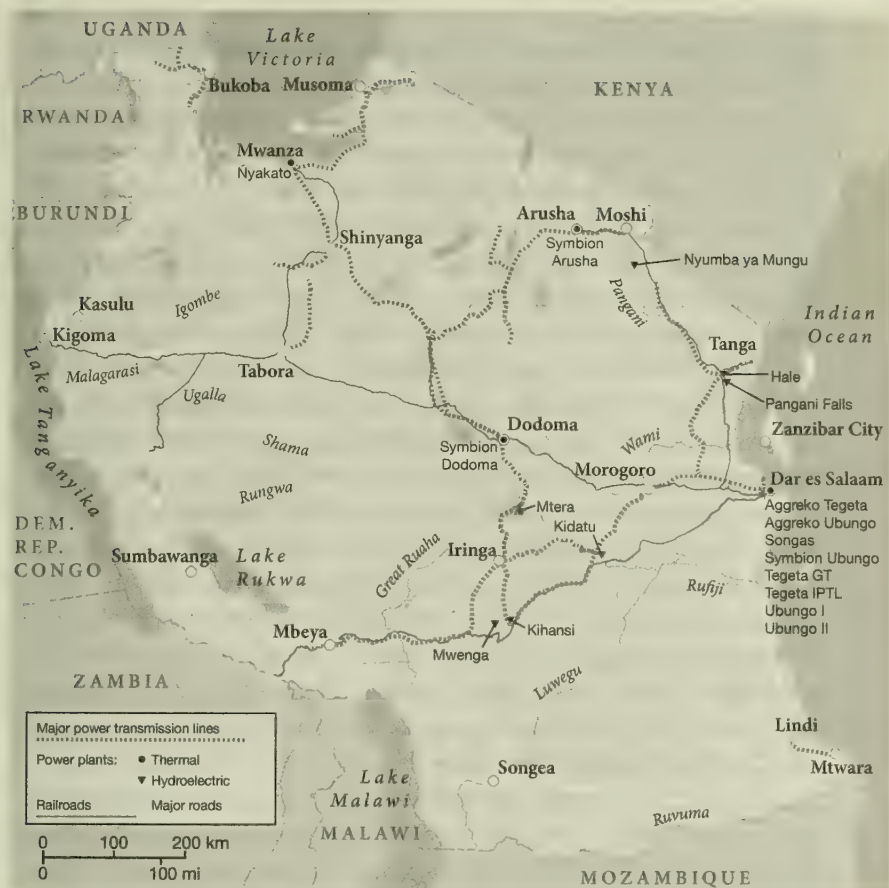 UGANDA
Lake
Victoria
Bukoba Musoma
KENYA
RWANDA
Mwanza
Nyakato
BURUNDI
Arusha Moshi
Shinyanga
Symbion
Arusha
Nyumba ya Mungu
Pangani
Kasulu
Igombe
Indian
Ocean
Kigoma
Tanga
Malagarasi
Tabora
Hale
Ugalla
Pangani Falls
Lake Tanganyika
Dodoma
Zanzibar City
Shama
Symbion
Dodoma
Wami
Morogoro
Dar es Salaam
Rungwa
Mtera
Aggreko Tegeta
Kidatu
Aggreko Ubungo
DEM.
REP.
CONGO
Songas
Sumbawanga
Lake
Rukwa
Great Ruaha
Iringa
Symbion Ubungo
Tegeta GT
Rufiji
Tegeta IPTL
Ubungo I
Ubungo II
Mbeya
Kihansi
Mwenga
ZAMBIA
Luwegu
Major power transmission lines
Power plants: Thermal
Hydroelectric
Railroads Major roads
Lindi
Mtwara
Lake
Malawi
MALAWI
Songea
Ruvuma
0 100 200 km
0 100 mi
MOZAMBIQUE